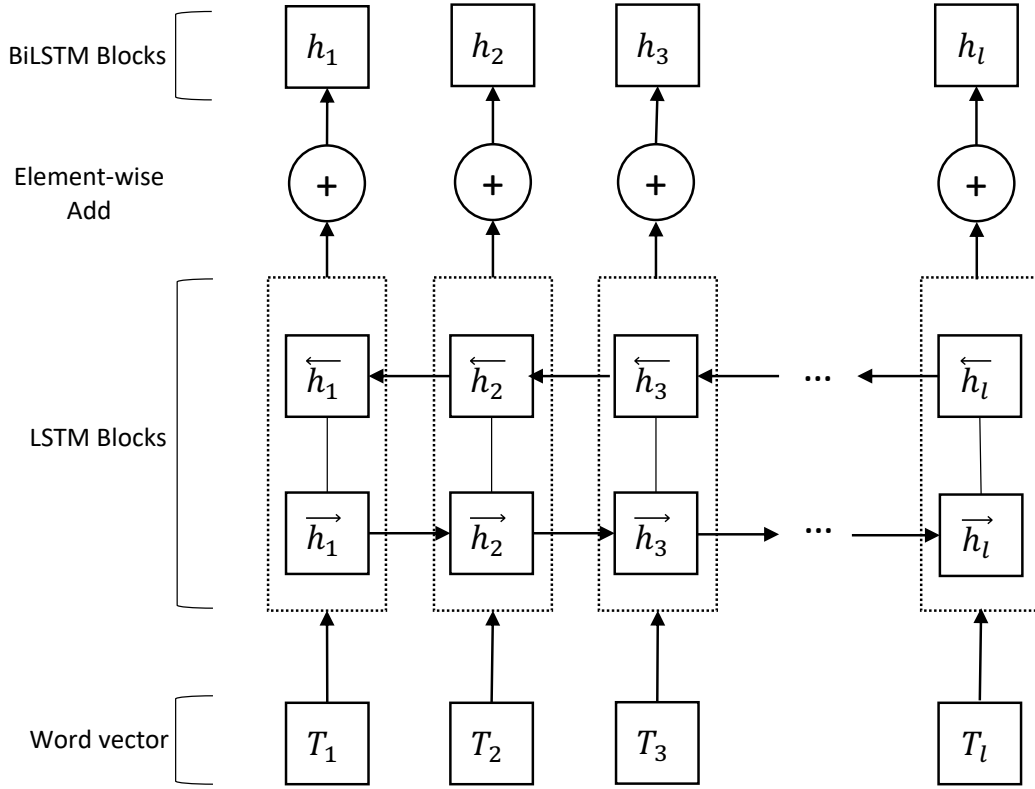 BiLSTM Blocks
h₁ h₂ h₃ hₗ
Element-wise
Add
+ + + +
LSTM Blocks
h₁⃖ h₂⃖ h₃⃖ ... hₗ⃖
h₁⃗ h₂⃗ h₃⃗ ... hₗ⃗
Word vector
T₁ T₂ T₃ Tₗ